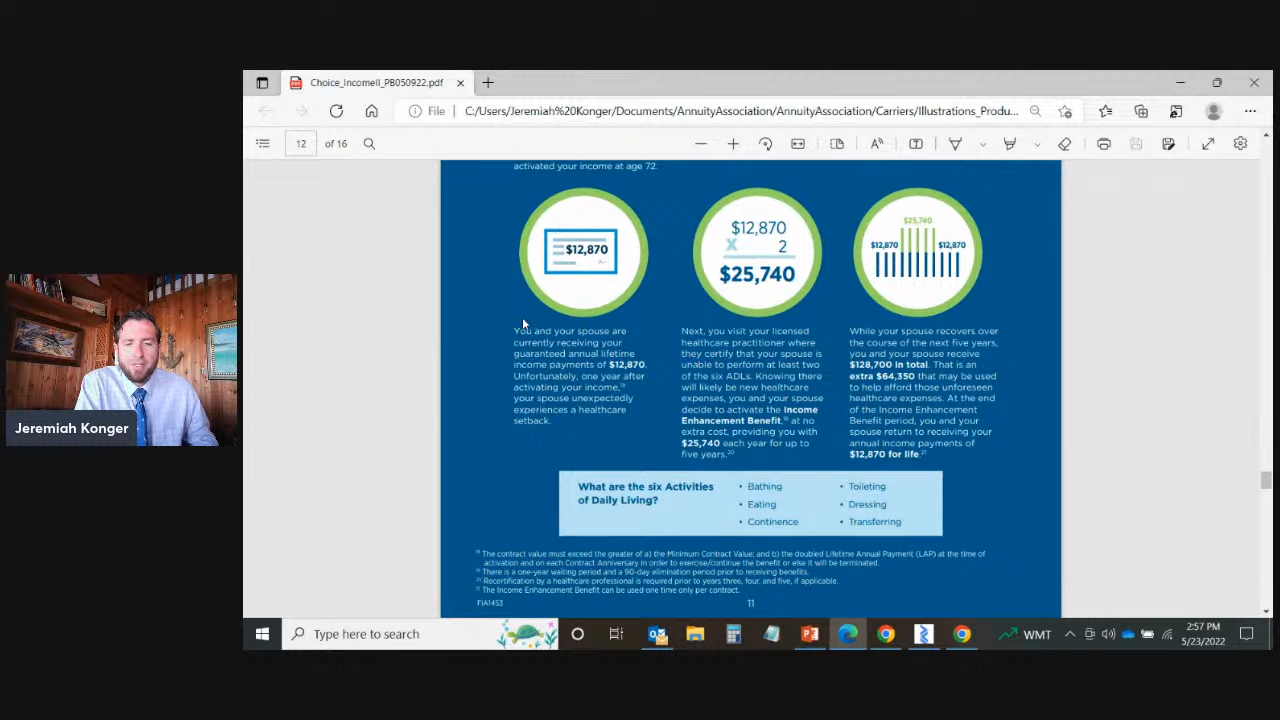 Choice_IncomeII_PB050922.pdf
File
C:/Users/Jeremiah%20Konger/Documents/AnnuityAssociation/AnnuityAssociation/Carriers/Illustrations_Produ...
12 of 16
activated your income at age 72.
$12,870
$12,870
X 2
$25,740
$25,740
$12,870 $12,870
You and your spouse are
currently receiving your
guaranteed annual lifetime
income payments of $12,870.
Unfortunately, one year after
activating your income,19
your spouse unexpectedly
experiences a healthcare
setback.
Next, you visit your licensed
healthcare practitioner where
they certify that your spouse is
unable to perform at least two
of the six ADLs. Knowing there
will likely be new healthcare
expenses, you and your spouse
decide to activate the Income
Enhancement Benefit, at no
extra cost, providing you with
$25,740 each year for up to
five years.20
While your spouse recovers over
the course of the next five years,
you and your spouse receive
$128,700 in total. That is an
extra $64,350 that may be used
to help afford those unforeseen
healthcare expenses. At the end
of the Income Enhancement
Benefit period, you and your
spouse return to receiving your
annual income payments of
$12,870 for life.21
What are the six Activities
of Daily Living?
• Bathing
• Eating
• Continence
• Toileting
• Dressing
• Transferring
The contract value must exceed the greater of a) the Minimum Contract Value; and b) the doubled Lifetime Annual Payment (LAP) at the time of
activation and on each Contract Anniversary in order to exercise/continue the benefit or else it will be terminated.
19 There is a one-year waiting period and a 90-day elimination period prior to receiving benefits.
20 Recertification by a healthcare professional is required prior to years three, four, and five, if applicable.
21 The Income Enhancement Benefit can be used one time only per contract.
FIA1453
11
Jeremiah Konger
Type here to search
WMT
2:57 PM
5/23/2022